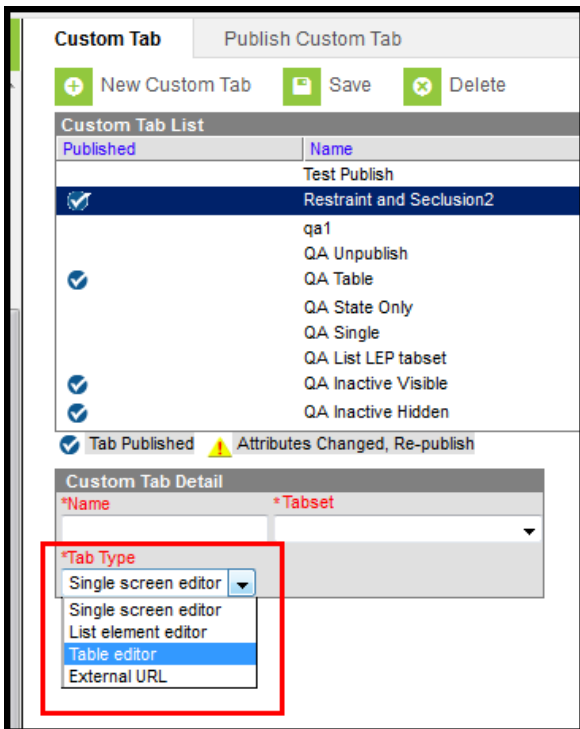 Custom Tab Publish Custom Tab
New Custom Tab Save Delete
Custom Tab List
Published Name
Test Publish
Restraint and Seclusion2
qa1
QA Unpublish
QA Table
QA State Only
QA Single
QA List LEP tabset
QA Inactive Visible
QA Inactive Hidden
Tab Published Attributes Changed, Re-publish
Custom Tab Detail
*Name *Tabset
*Tab Type
Single screen editor
Single screen editor
List element editor
Table editor
External URL